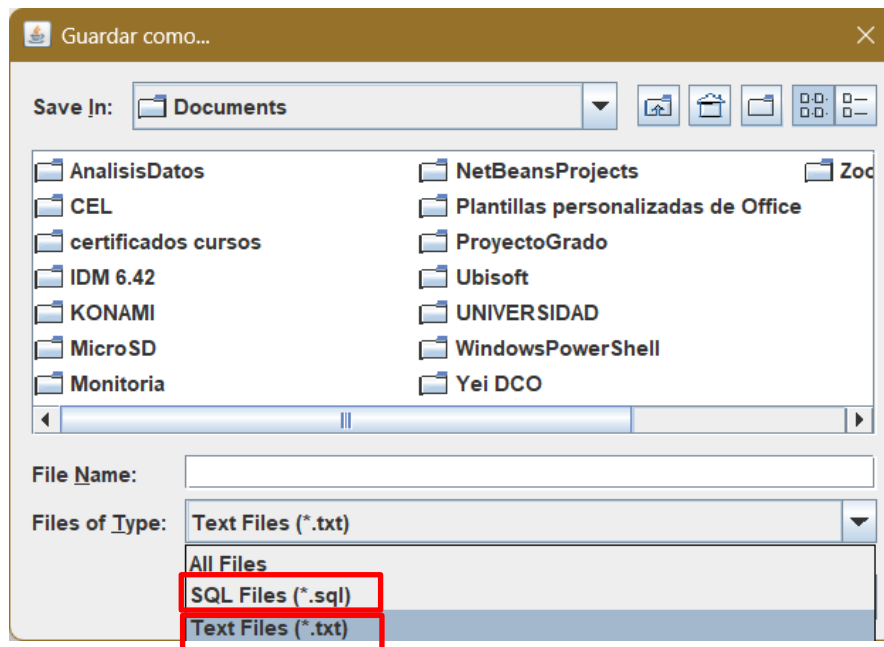 Guardar como...
Save In: Documents
AnalisisDatos NetBeansProjects Zoo
CEL Plantillas personalizadas de Office
certificados cursos ProyectoGrado
IDM 6.42 Ubisoft
KONAMI UNIVERSIDAD
MicroSD WindowsPowerShell
Monitoria Yei DCO
File Name:
Files of Type: Text Files (*.txt)
All Files
SQL Files (*.sql)
Text Files (*.txt)